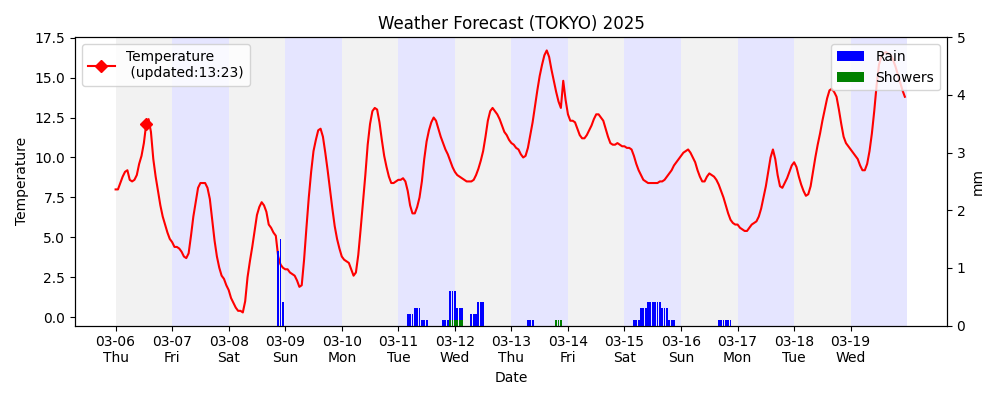 Weather Forecast (TOKYO) 2025
Temperature
(updated:13:23)
Rain
Showers
17.5
15.0
12.5
10.0
7.5
5.0
2.5
0.0
Temperature
5
4
3
2
1
0
mm
03-06 03-07 03-08 03-09 03-10 03-11 03-12 03-13 03-14 03-15 03-16 03-17 03-18 03-19
Thu Fri Sat Sun Mon Tue Wed Thu Fri Sat Sun Mon Tue Wed
Date